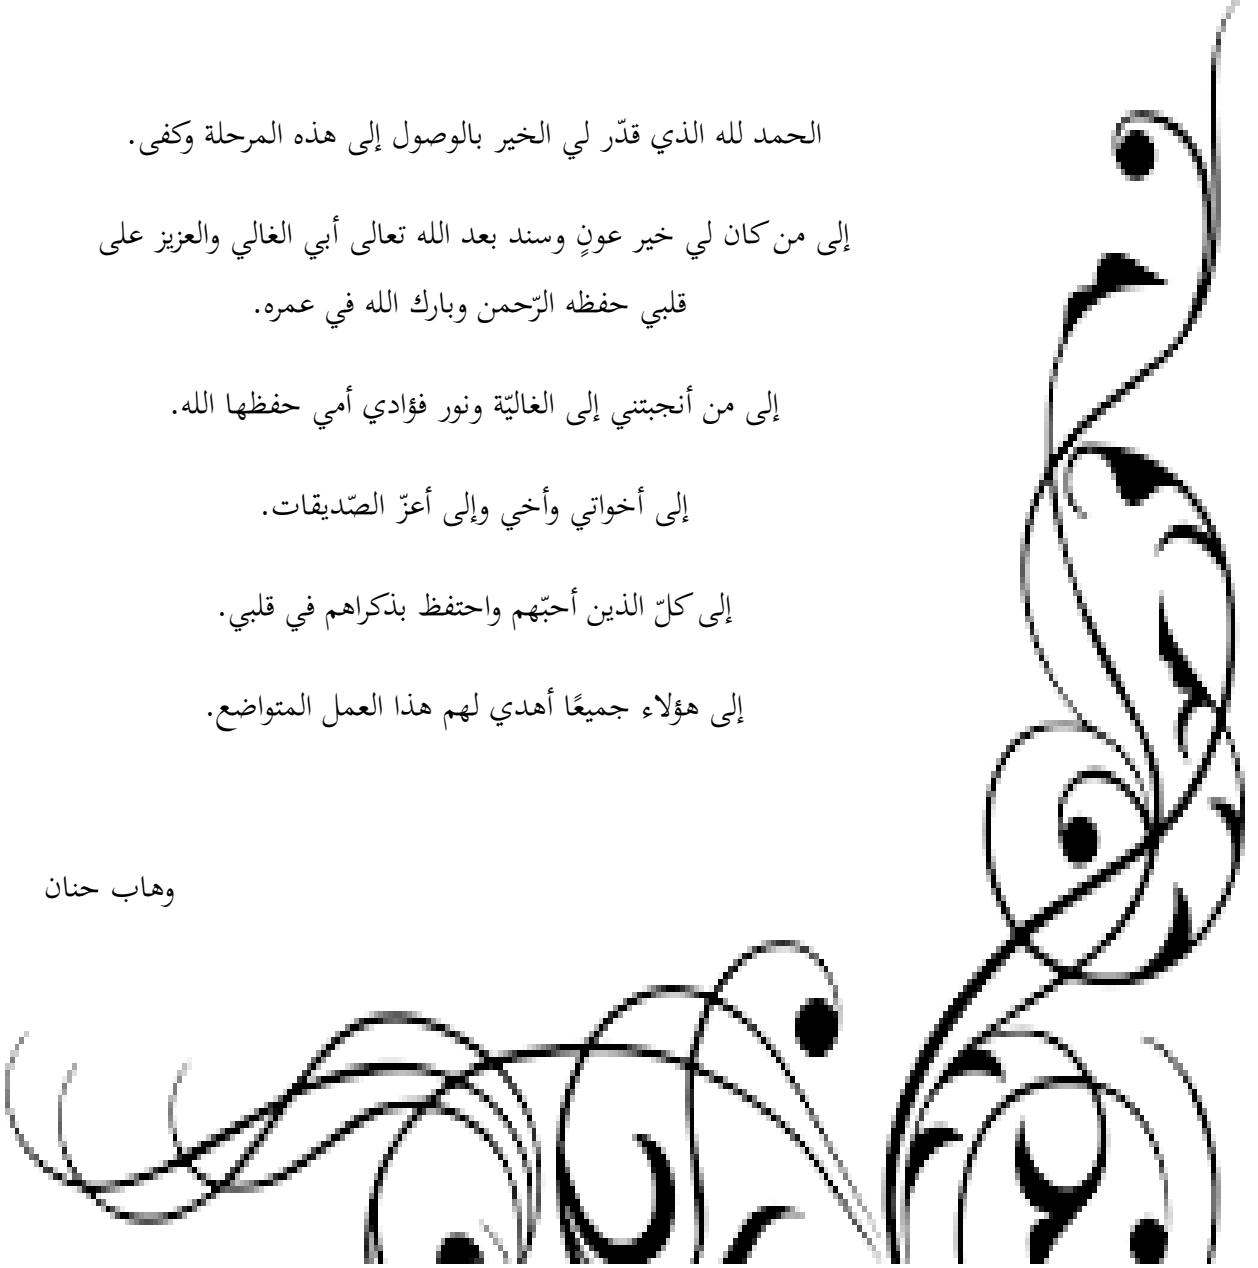 الحمد لله الذي قدّر لي الخير بالوصول إلى هذه المرحلة وكفى.
إلى من كان لي خير عونٍ وسند بعد الله تعالى أبي الغالي والعزيز على
قلبي حفظه الرّحمن وبارك الله في عمره.
إلى من أنجبتني إلى الغاليّة ونور فؤادي أمي حفظها الله.
إلى أخواتي وأخي وإلى أعزّ الصّديقات.
إلى كلّ الذين أحبّهم واحتفظ بذكراهم في قلبي.
إلى هؤلاء جميعًا أهدي لهم هذا العمل المتواضع.
وهاب حنان